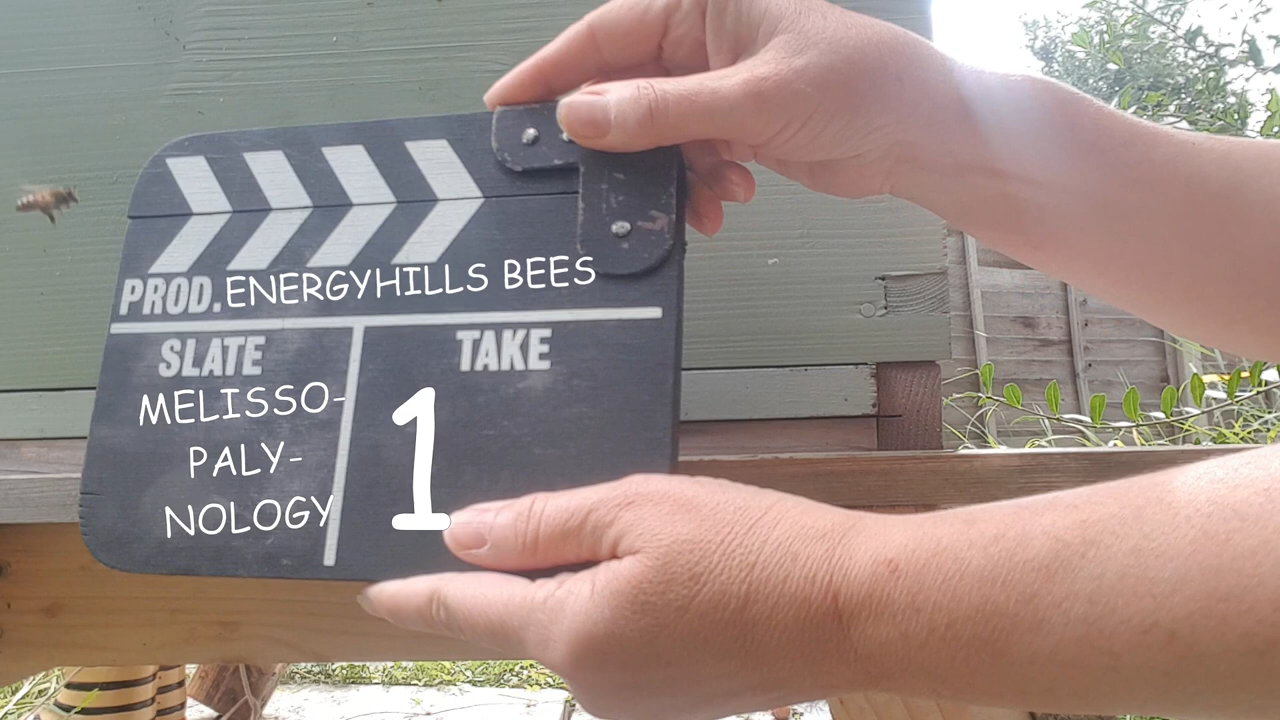 PROD. ENERGYHILLS BEES
SLATE
TAKE
MELISSO-
PALY-
NOLOGY
1